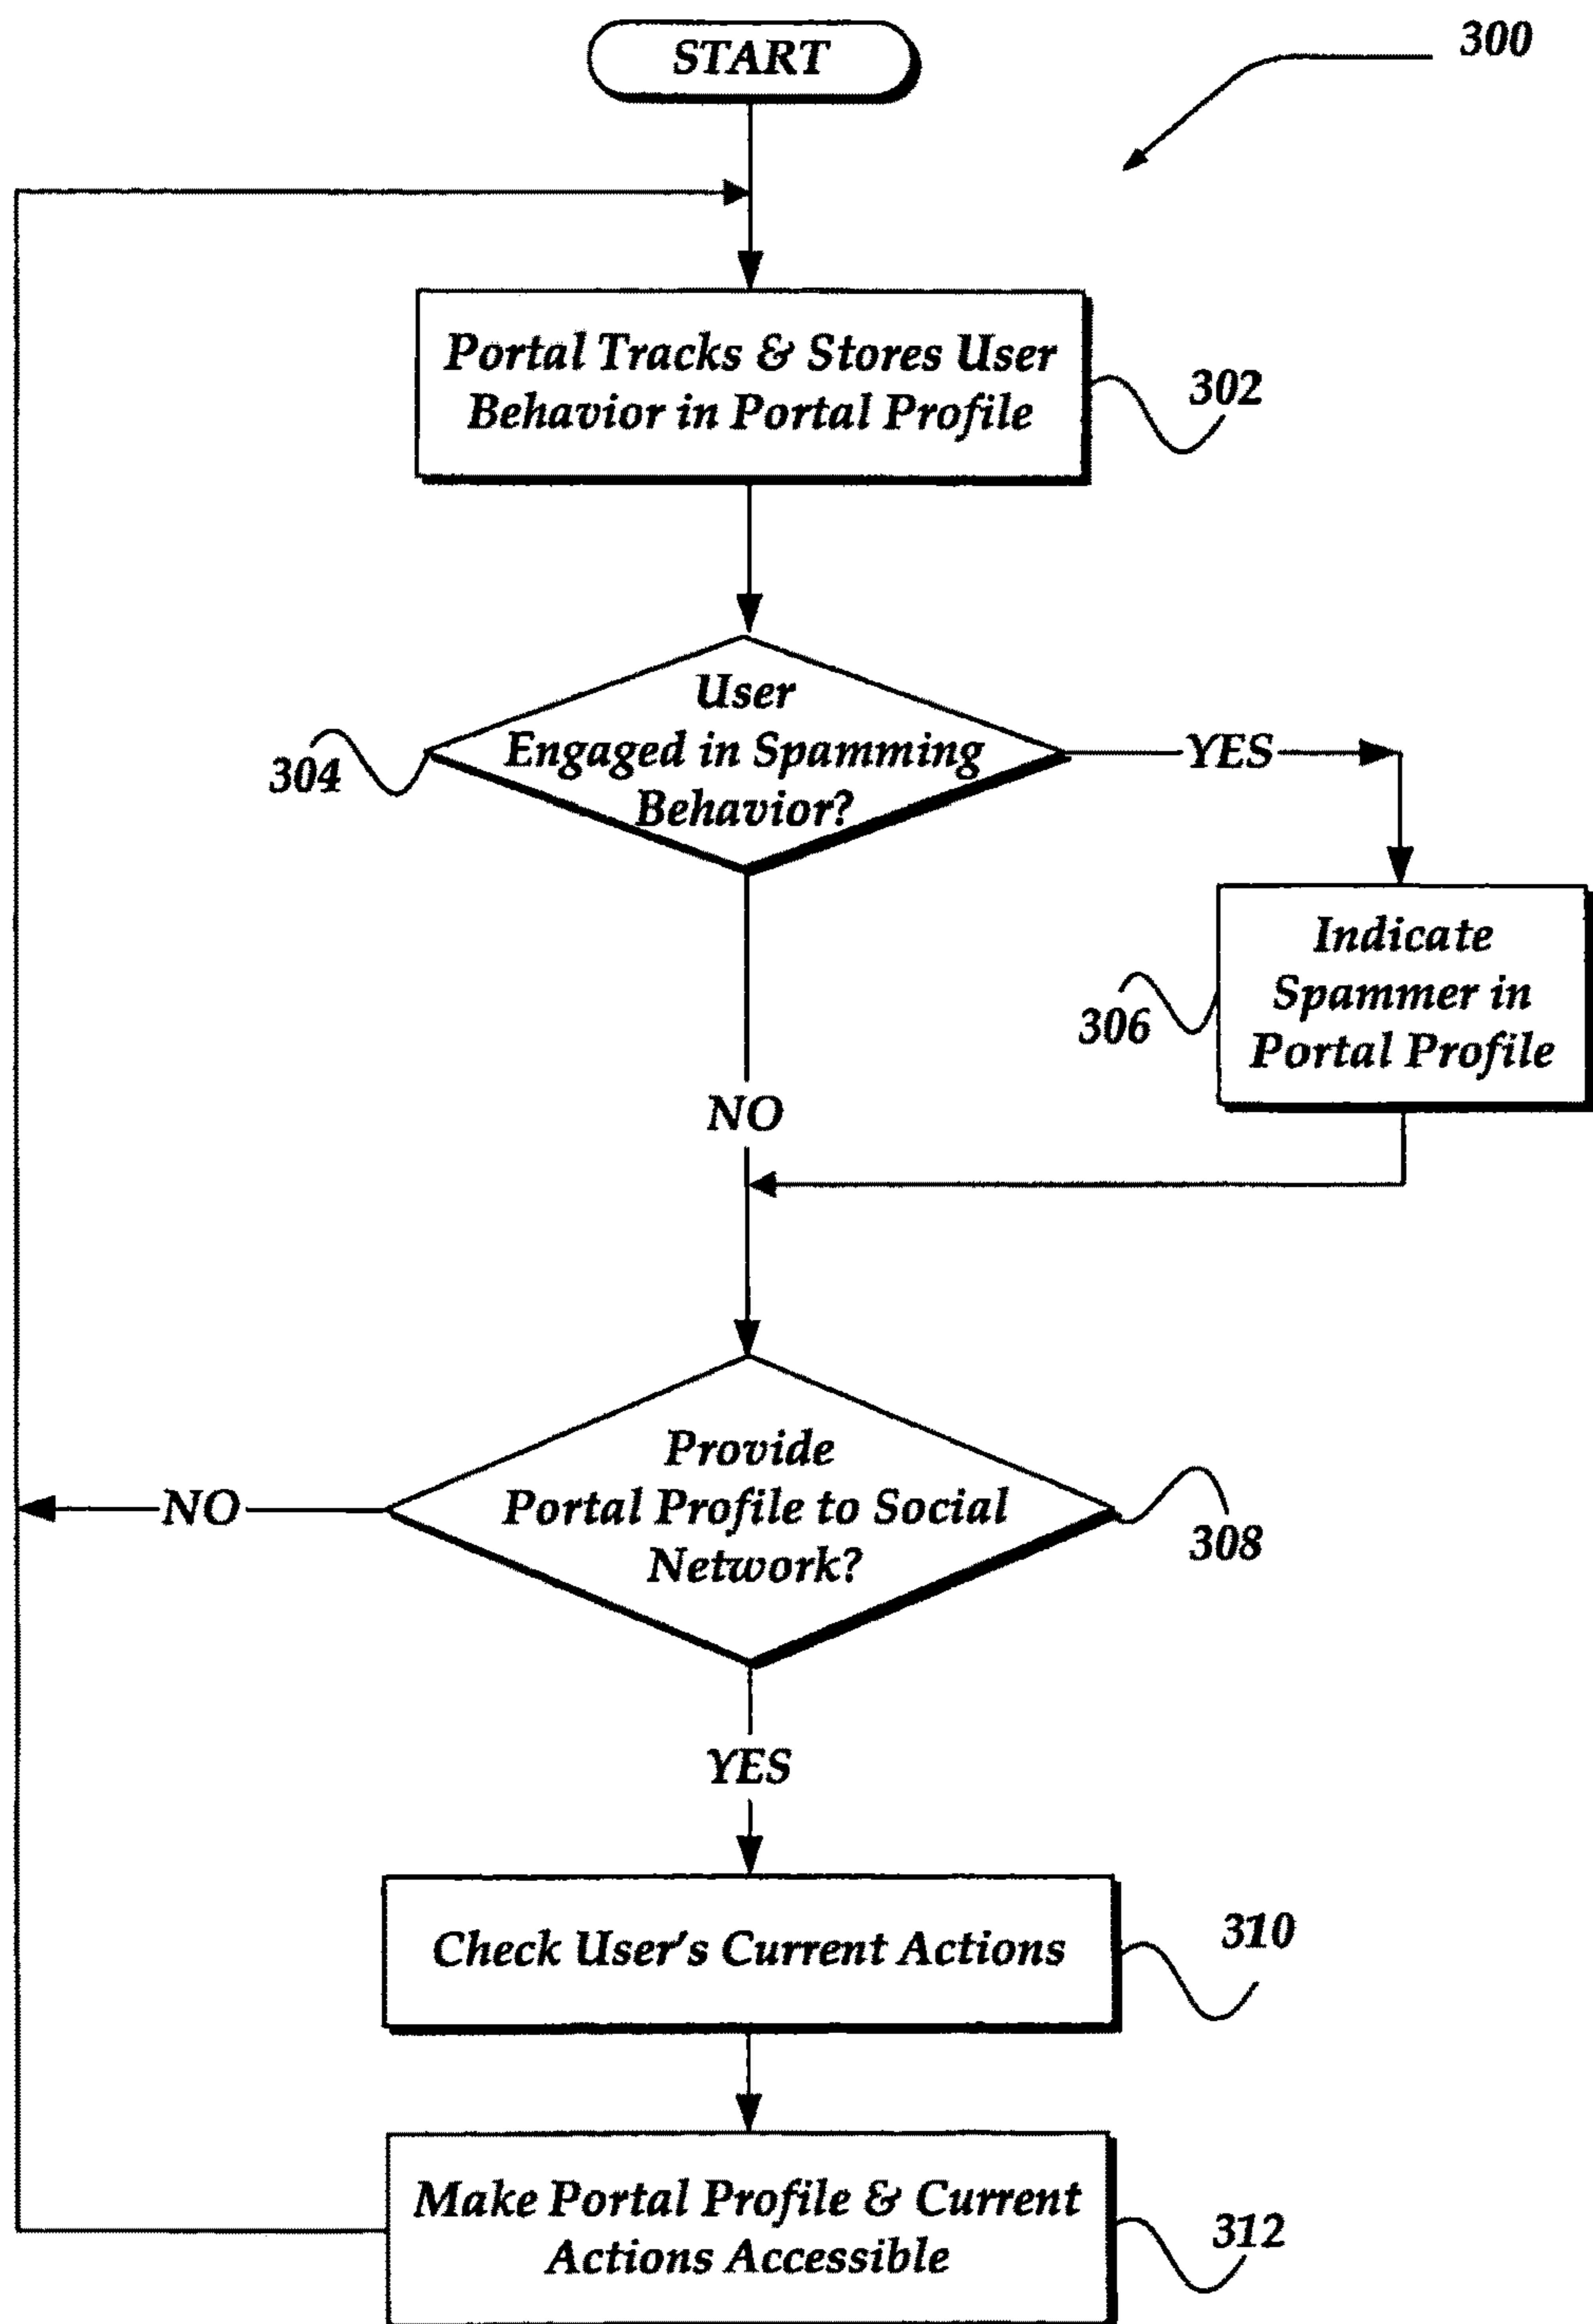 START
300
Portal Tracks & Stores User
Behavior in Portal Profile
302
User
Engaged in Spamming
Behavior?
304
YES
Indicate
Spammer in
Portal Profile
306
NO
Provide
Portal Profile to Social
Network?
NO
308
YES
Check User's Current Actions
310
Make Portal Profile & Current
Actions Accessible
312